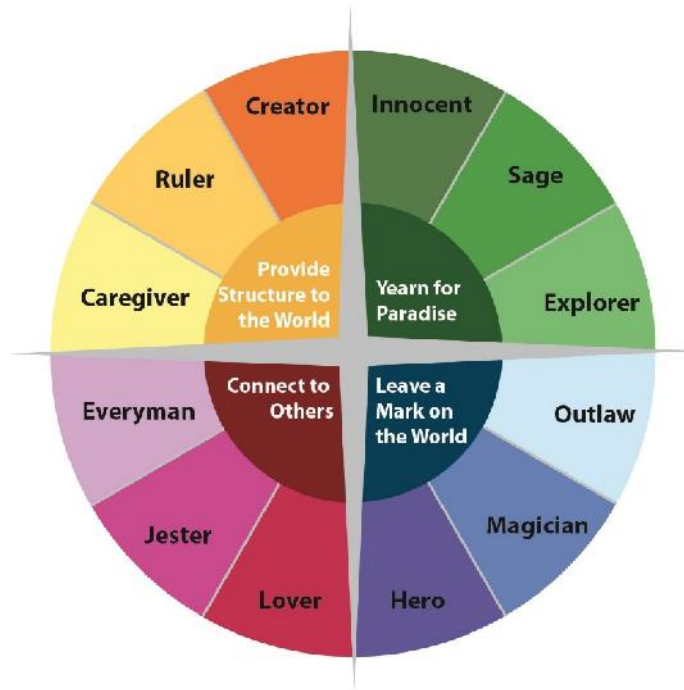 Creator
Innocent
Ruler
Sage
Caregiver
Explorer
Provide
Structure to
the World
Yearn for
Paradise
Connect to
Others
Leave a
Mark on
the World
Everyman
Outlaw
Jester
Magician
Lover
Hero